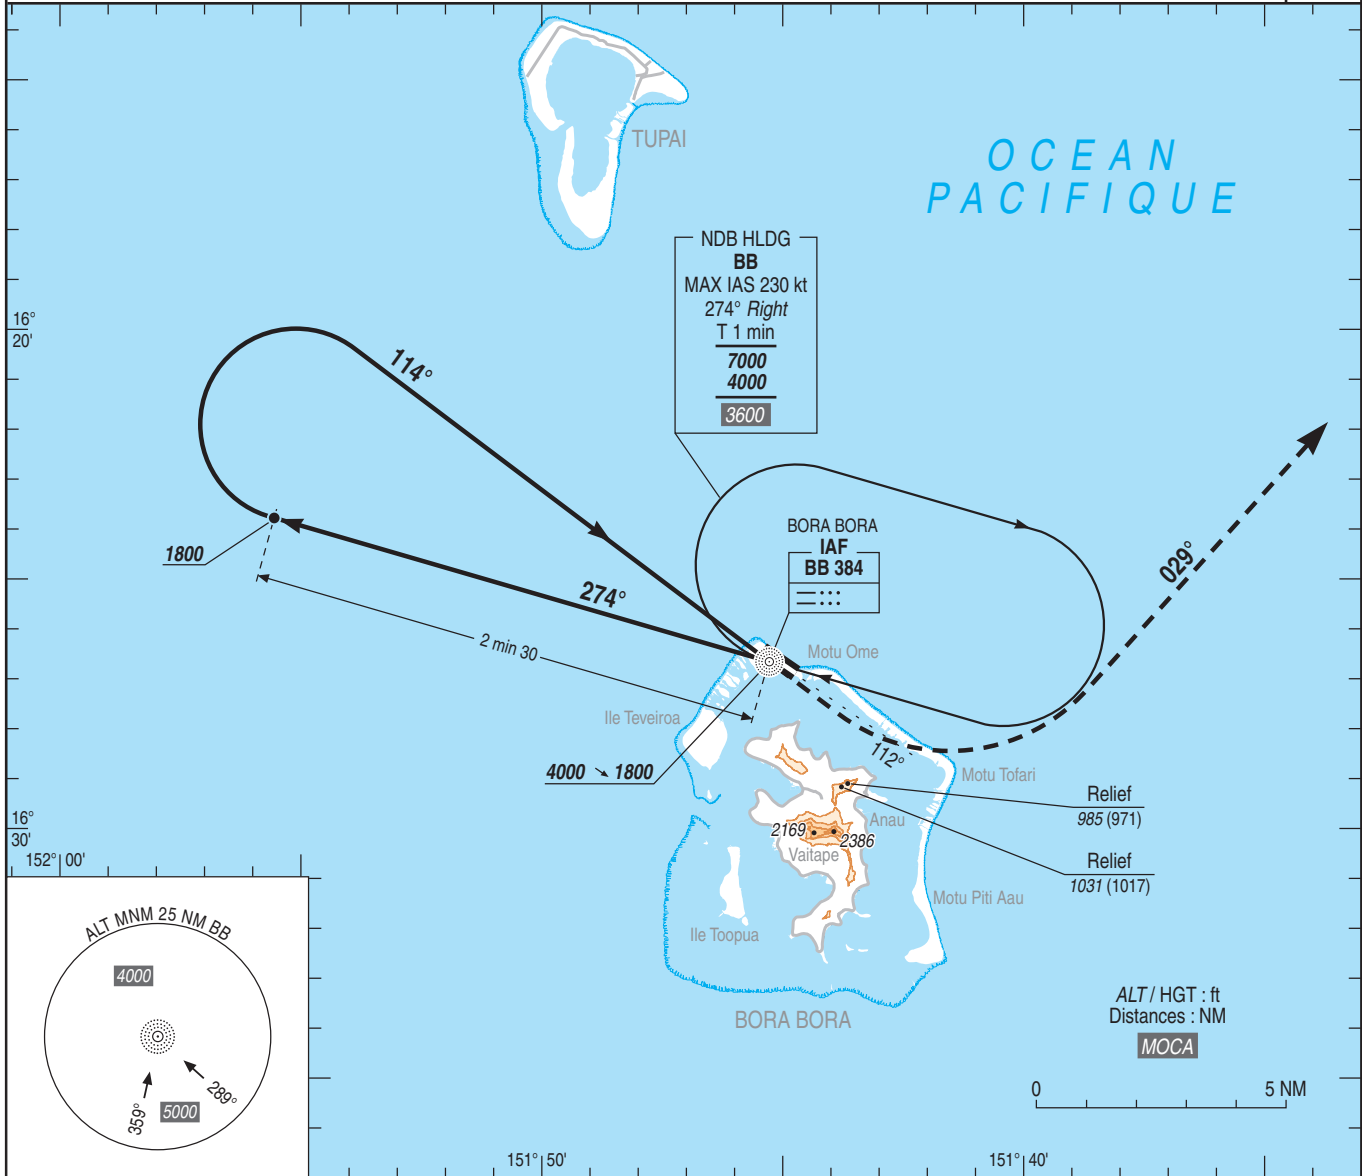 TUPAI
OCEAN
PACIFIQUE
NDB HLDG
BB
MAX IAS 230 kt
274° Right
T 1 min
7000
4000
3600
16°
20'
114°
BORA BORA
IAF
BB 384
029°
1800
274°
2 min 30
Motu Ome
Ile Teveiroa
112°
4000 ↘ 1800
Motu Tofari
Relief
985 (971)
Anau
2169
2386
Vaitape
16°
30'
152° 00'
Relief
1031 (1017)
Motu Piti Aau
Ile Toopua
BORA BORA
ALT MNM 25 NM BB
4000
289°
359°
5000
ALT / HGT : ft
Distances : NM
MOCA
0 5 NM
151° 50'
151° 40'